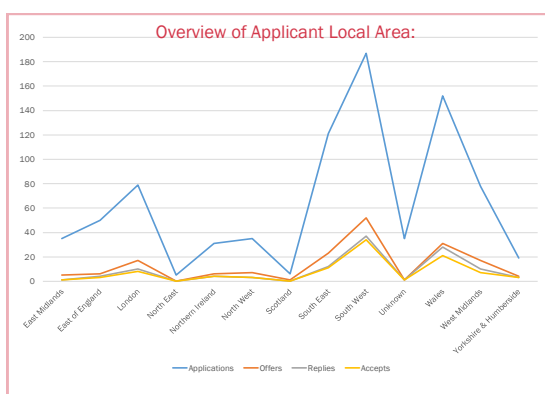 Overview of Applicant Local Area:
200
180
160
140
120
100
80
60
40
20
0
East Midlands
East of England
London
North East
Northern Ireland
North West
Scotland
South East
South West
Unknown
Wales
West Midlands
Yorkshire & Humberside
Applications Offers Replies Accepts